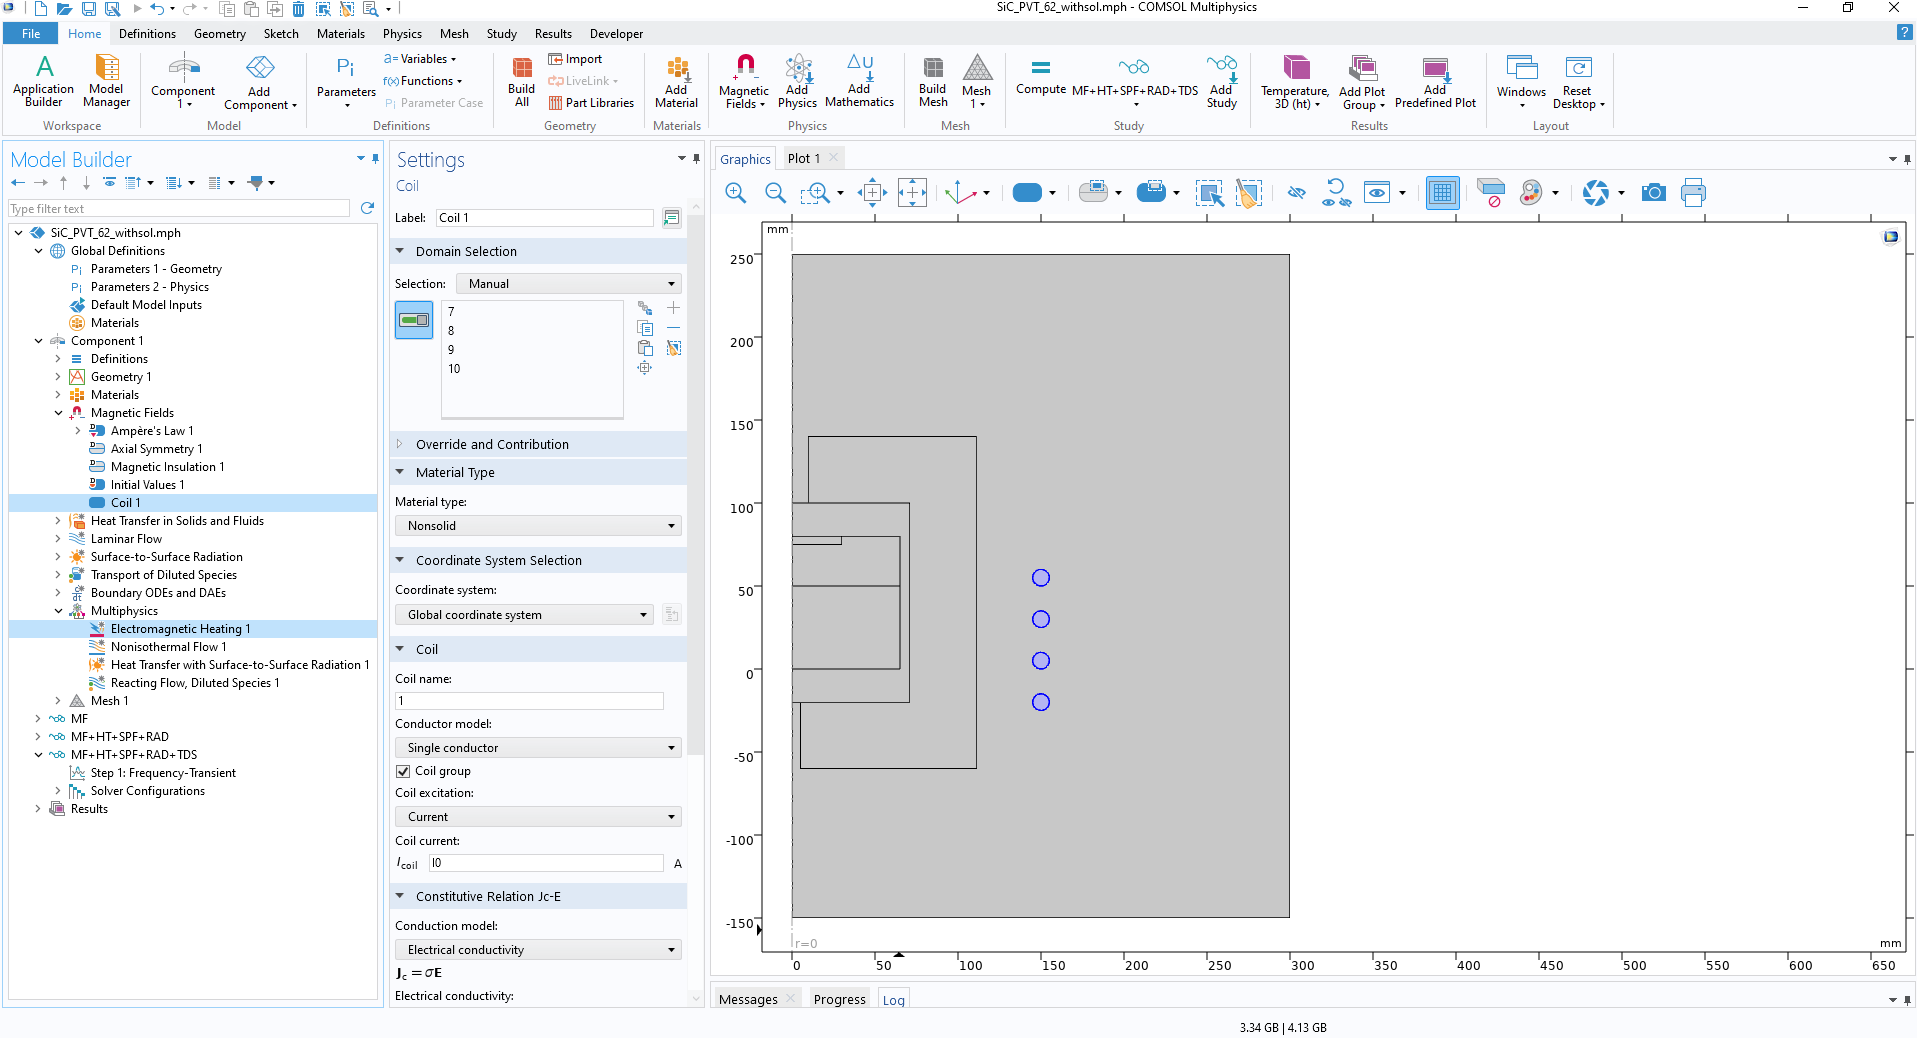 SiC_PVT_62_withsol.mph - COMSOL Multiphysics
File Home Definitions Geometry Sketch Materials Physics Mesh Study Results Developer
Application Builder
Model Manager
Workspace
Component 1
Add Component
Model
Pi
Parameters
a= Variables
f(x) Functions
Pi Parameter Case
Definitions
Build All
Import
LiveLink
Part Libraries
Geometry
Add Material
Materials
Magnetic Fields
Add Physics
Add Mathematics
Physics
Build Mesh
Mesh 1
Mesh
Compute
MF+HT+SPF+RAD+TDS
Add Study
Study
Temperature, 3D (ht)
Add Plot Group
Add Predefined Plot
Results
Windows
Reset Desktop
Layout
Model Builder
Type filter text
SiC_PVT_62_withsol.mph
Global Definitions
Pi Parameters 1 - Geometry
Pi Parameters 2 - Physics
Default Model Inputs
Materials
Component 1
Definitions
Geometry 1
Materials
Magnetic Fields
Ampère's Law 1
Axial Symmetry 1
Magnetic Insulation 1
Initial Values 1
Coil 1
Heat Transfer in Solids and Fluids
Laminar Flow
Surface-to-Surface Radiation
Transport of Diluted Species
Boundary ODEs and DAEs
Multiphysics
Electromagnetic Heating 1
Nonisothermal Flow 1
Heat Transfer with Surface-to-Surface Radiation 1
Reacting Flow, Diluted Species 1
Mesh 1
MF
MF+HT+SPF+RAD
MF+HT+SPF+RAD+TDS
Step 1: Frequency-Transient
Solver Configurations
Results
Settings
Coil
Label: Coil 1
Domain Selection
Selection: Manual
7
8
9
10
Override and Contribution
Material Type
Material type:
Nonsolid
Coordinate System Selection
Coordinate system:
Global coordinate system
Coil
Coil name:
1
Conductor model:
Single conductor
Coil group
Coil excitation:
Current
Coil current:
Icoil I0 A
Constitutive Relation Jc-E
Conduction model:
Electrical conductivity
Jc = σE
Electrical conductivity:
Graphics Plot 1
mm
250
200
150
100
50
0
-50
-100
-150
r=0
mm
0 50 100 150 200 250 300 350 400 450 500 550 600 650
Messages Progress Log
3.34 GB | 4.13 GB